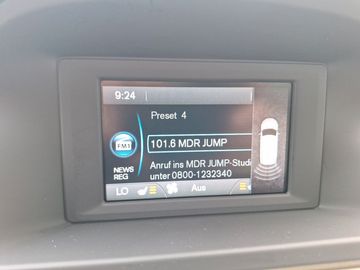 9:24
Preset 4
FM1
101.6 MDR JUMP
NEWS
REG
Anruf ins MDR JUMP-Studi
unter 0800-1232340
LO
Aus